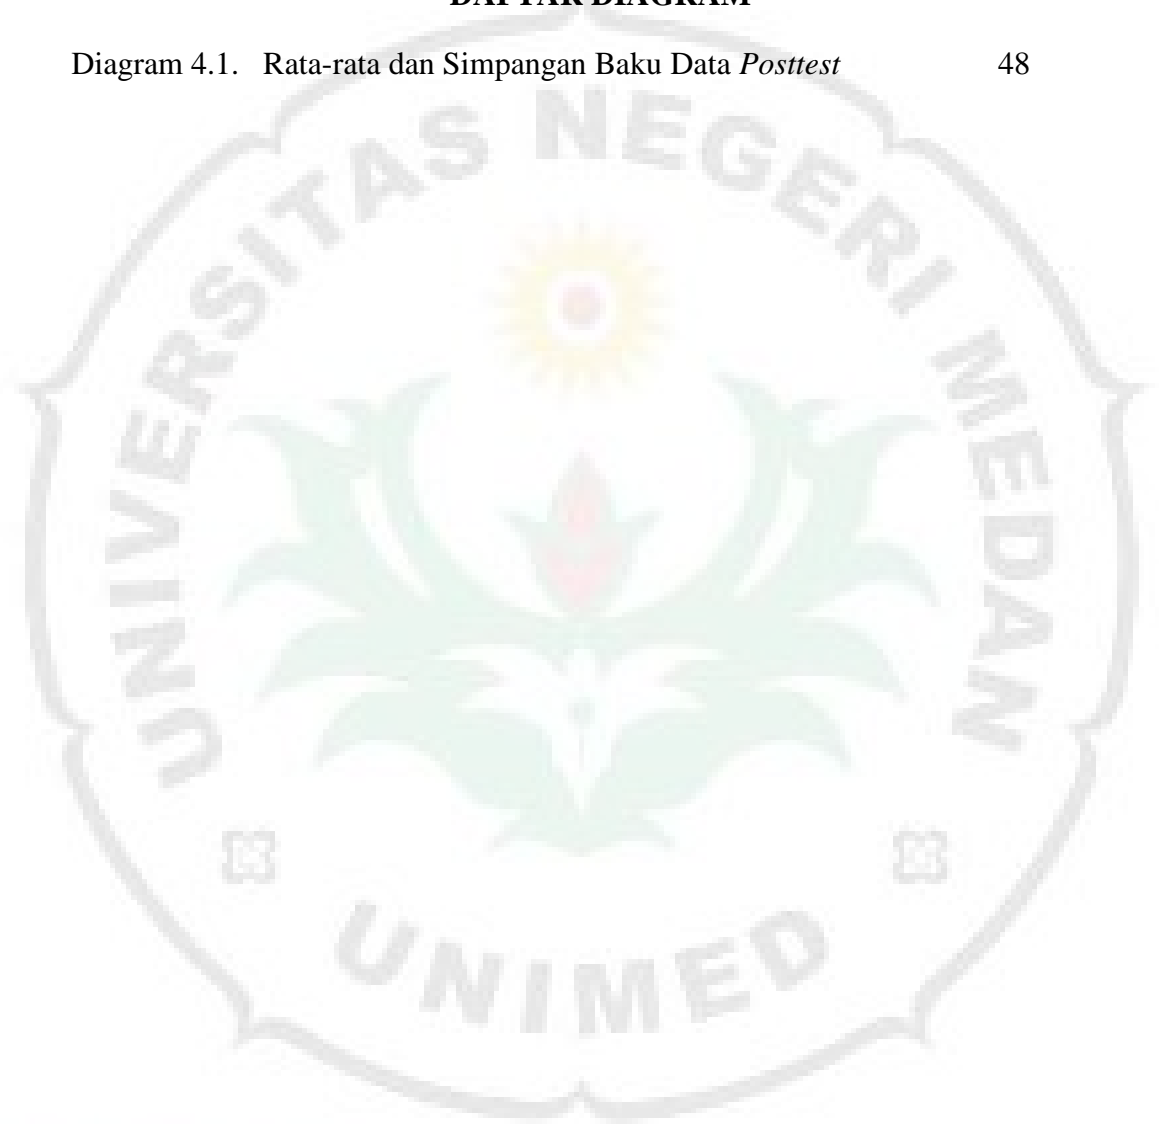 DAFTAR DIAGRAM
Diagram 4.1. Rata-rata dan Simpangan Baku Data Posttest 48
UNIVERSITAS NEGERI MEDAN
UNIMED